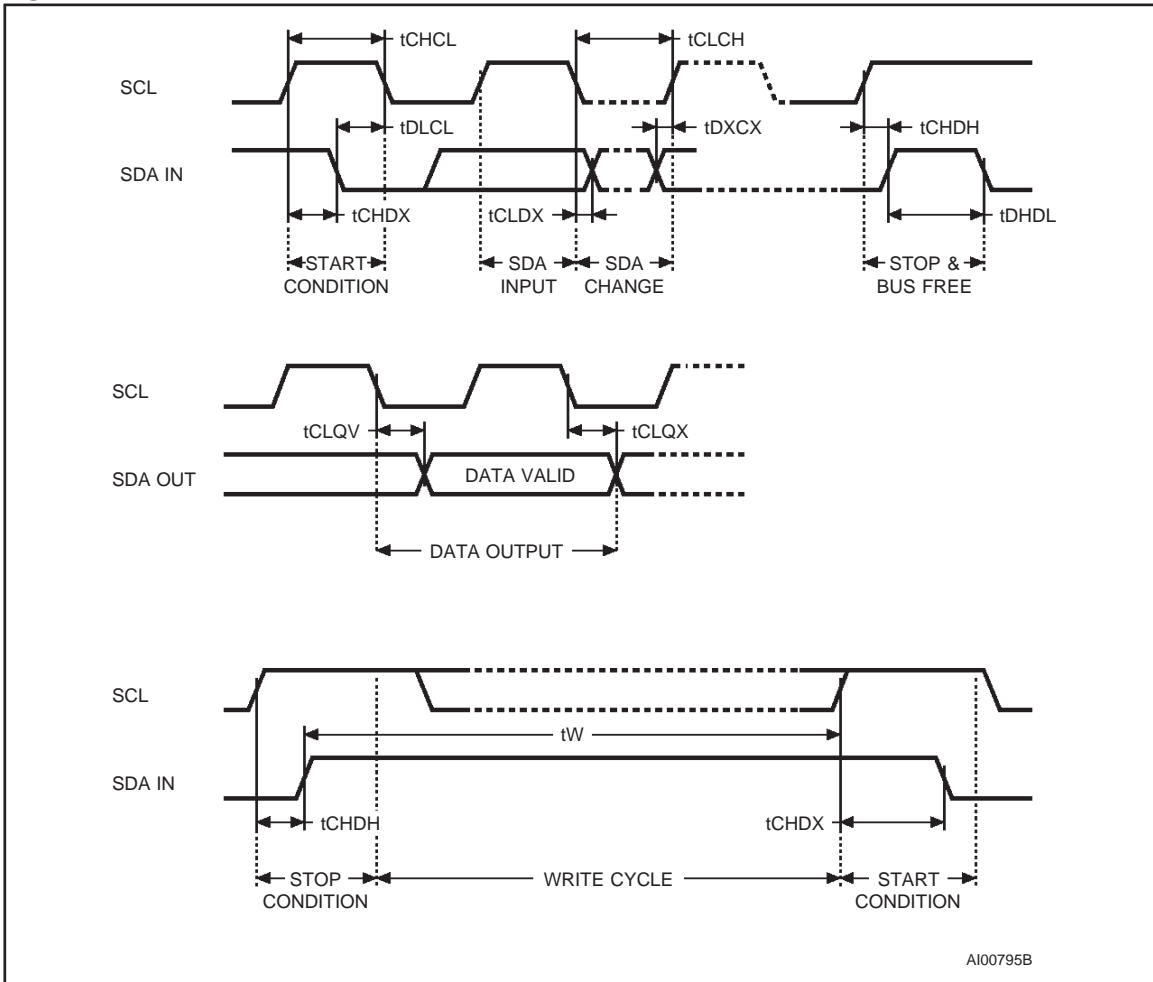 tCHCL
tCLCH
SCL
tDLCL
tDXCX
tCHDH
SDA IN
tCHDX
tCLDX
tDHDL
START
CONDITION
SDA
INPUT
SDA
CHANGE
STOP &
BUS FREE
SCL
tCLQV
tCLQX
SDA OUT
DATA VALID
DATA OUTPUT
SCL
tW
SDA IN
tCHDH
tCHDX
STOP
CONDITION
WRITE CYCLE
START
CONDITION
AI00795B